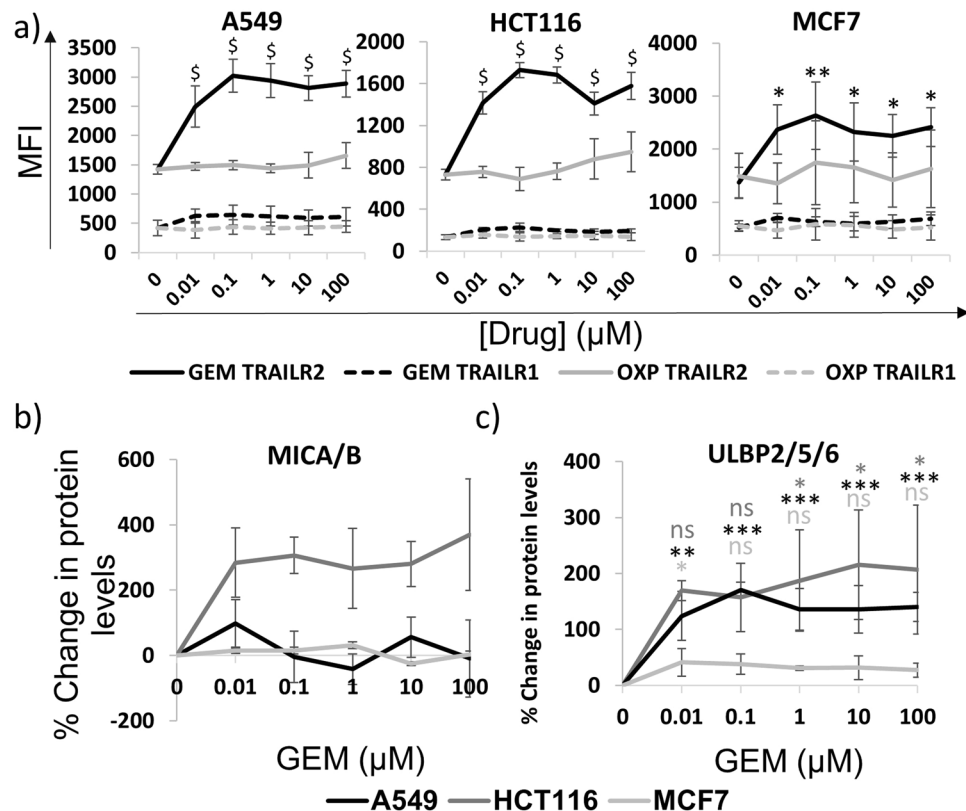 a)
A549
HCT116
MCF7
MFI
3500
3000
2500
2000
1500
1000
500
0
$ $ $ $ $
0 0.01 0.1 1 10 100
2000
1600
1200
800
400
0
$ $ $ $ $
0 0.01 0.1 1 10 100
4000
3000
2000
1000
0
* ** * * *
0 0.01 0.1 1 10 100
[Drug] (µM)
GEM TRAILR2 GEM TRAILR1 OXP TRAILR2 OXP TRAILR1
b)
MICA/B
% Change in protein
levels
600
400
200
0
-200
0 0.01 0.1 1 10 100
GEM (µM)
c)
ULBP2/5/6
% Change in protein levels
400
300
200
100
0
ns ns * * *
** *** *** *** ***
* ns ns ns ns
0 0.01 0.1 1 10 100
GEM (µM)
A549 HCT116 MCF7